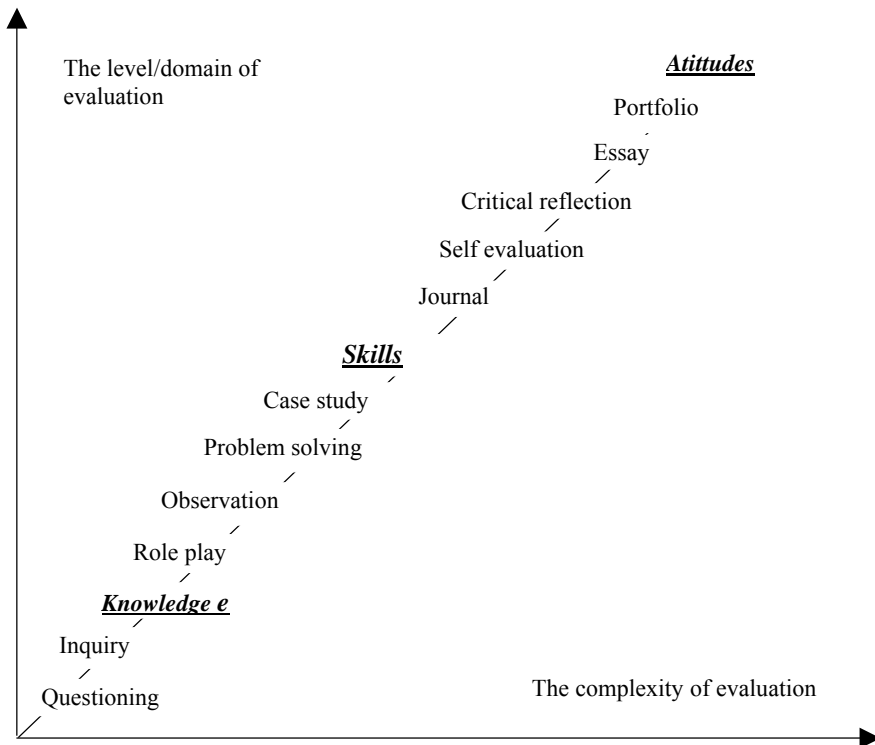 The level/domain of
evaluation
Atittudes
Portfolio
Essay
Critical reflection
Self evaluation
Journal
Skills
Case study
Problem solving
Observation
Role play
Knowledge e
Inquiry
Questioning
The complexity of evaluation